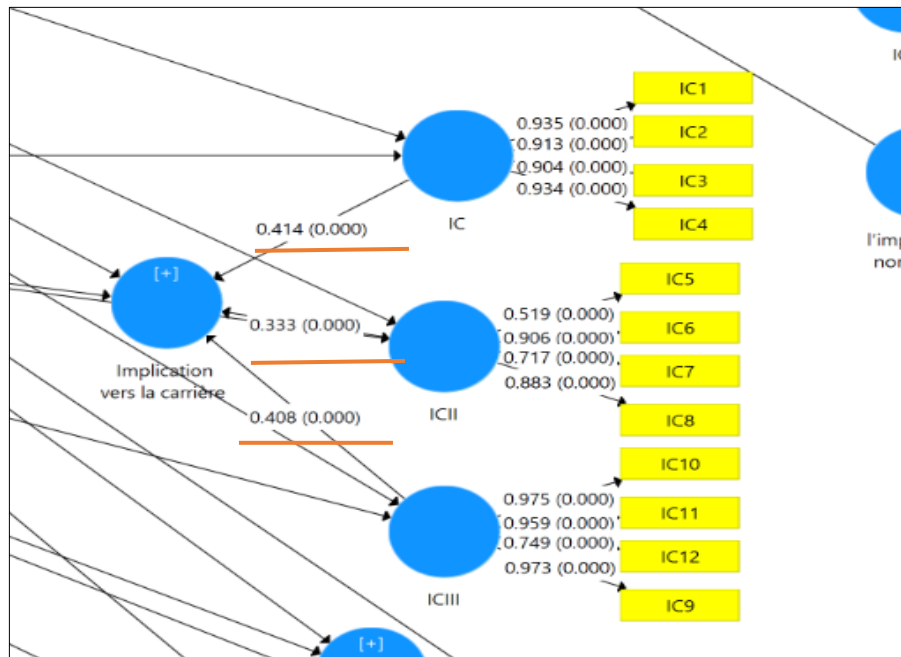 IC1
0.935 (0.000)
IC2
0.913 (0.000)
0.904 (0.000)
IC3
0.934 (0.000)
IC4
IC
0.414 (0.000)
[+]
Implication
vers la carrière
0.333 (0.000)
IC5
0.519 (0.000)
IC6
0.906 (0.000)
0.717 (0.000)
IC7
0.883 (0.000)
IC8
ICII
0.408 (0.000)
IC10
0.975 (0.000)
IC11
0.959 (0.000)
0.749 (0.000)
IC12
0.973 (0.000)
IC9
ICIII
[+]
IC
l'imp
nor